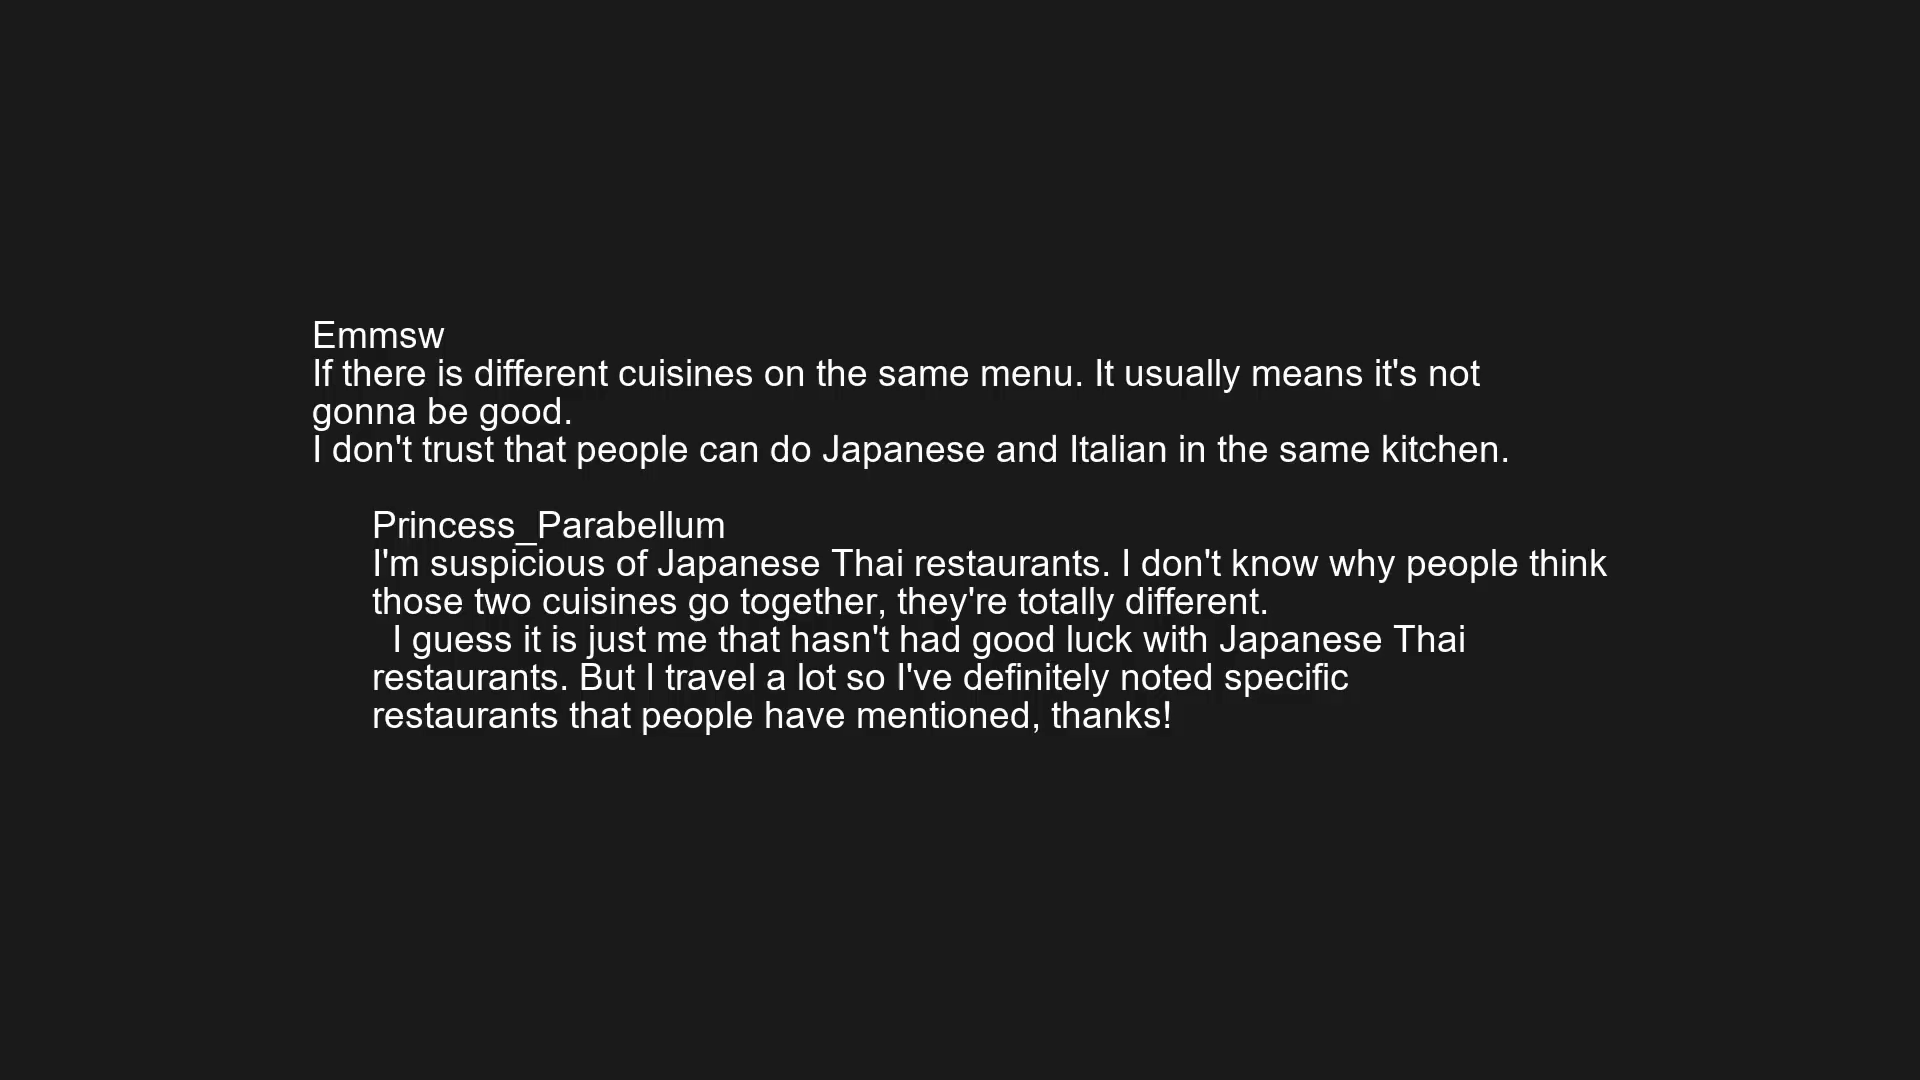 Emmsw
If there is different cuisines on the same menu. It usually means it's not
gonna be good.
I don't trust that people can do Japanese and Italian in the same kitchen.
Princess_Parabellum
I'm suspicious of Japanese Thai restaurants. I don't know why people think
those two cuisines go together, they're totally different.
I guess it is just me that hasn't had good luck with Japanese Thai
restaurants. But I travel a lot so I've definitely noted specific
restaurants that people have mentioned, thanks!